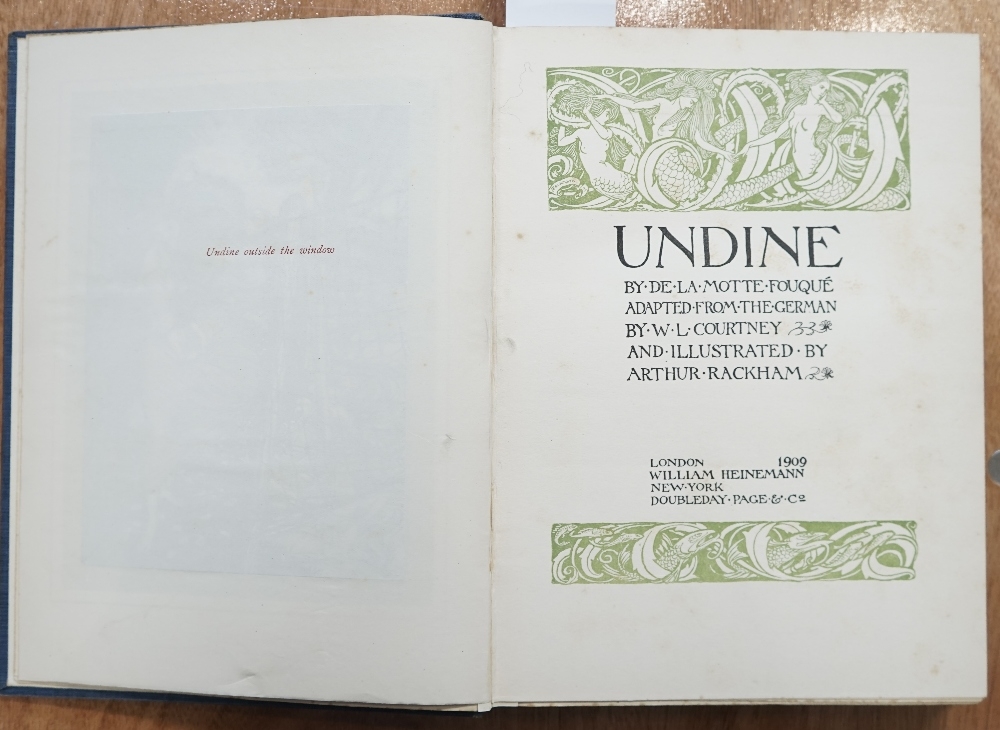 Undine outside the window
UNDINE
BY·DE·LA·MOTTE·FOUQUÉ
ADAPTED·FROM·THE·GERMAN
BY·W·L·COURTNEY
AND·ILLUSTRATED·BY
ARTHUR·RACKHAM
LONDON 1909
WILLIAM HEINEMANN
NEW·YORK
DOUBLEDAY·PAGE·&·Co